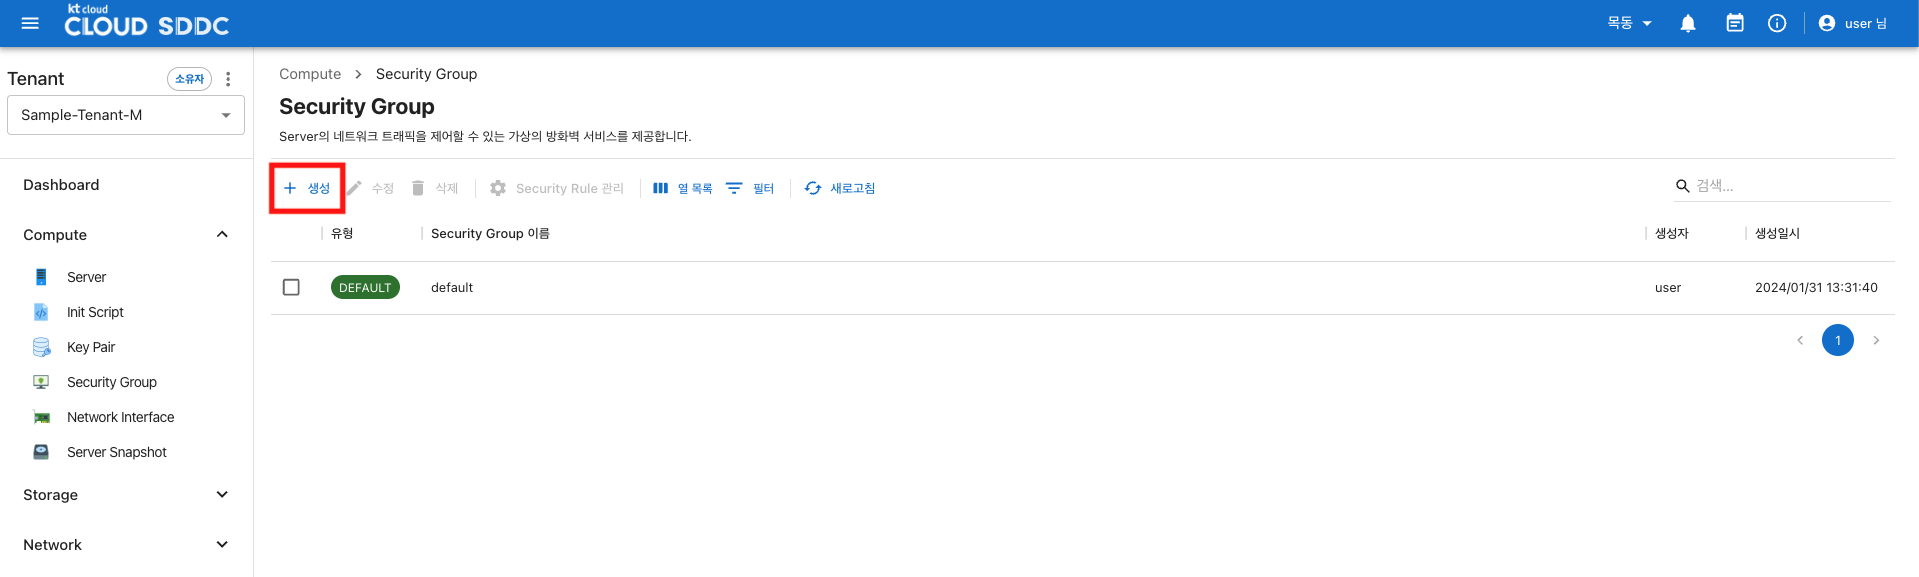 kt cloud
CLOUD SDDC
목동
user 님
Tenant
소유자
Sample-Tenant-M
Dashboard
Compute
Server
Init Script
Key Pair
Security Group
Network Interface
Server Snapshot
Storage
Network
Compute > Security Group
Security Group
Server의 네트워크 트래픽을 제어할 수 있는 가상의 방화벽 서비스를 제공합니다.
+ 생성 수정 삭제 Security Rule 관리 열 목록 필터 새로고침 검색...
유형 Security Group 이름 생성자 생성일시
DEFAULT default user 2024/01/31 13:31:40
< 1 >